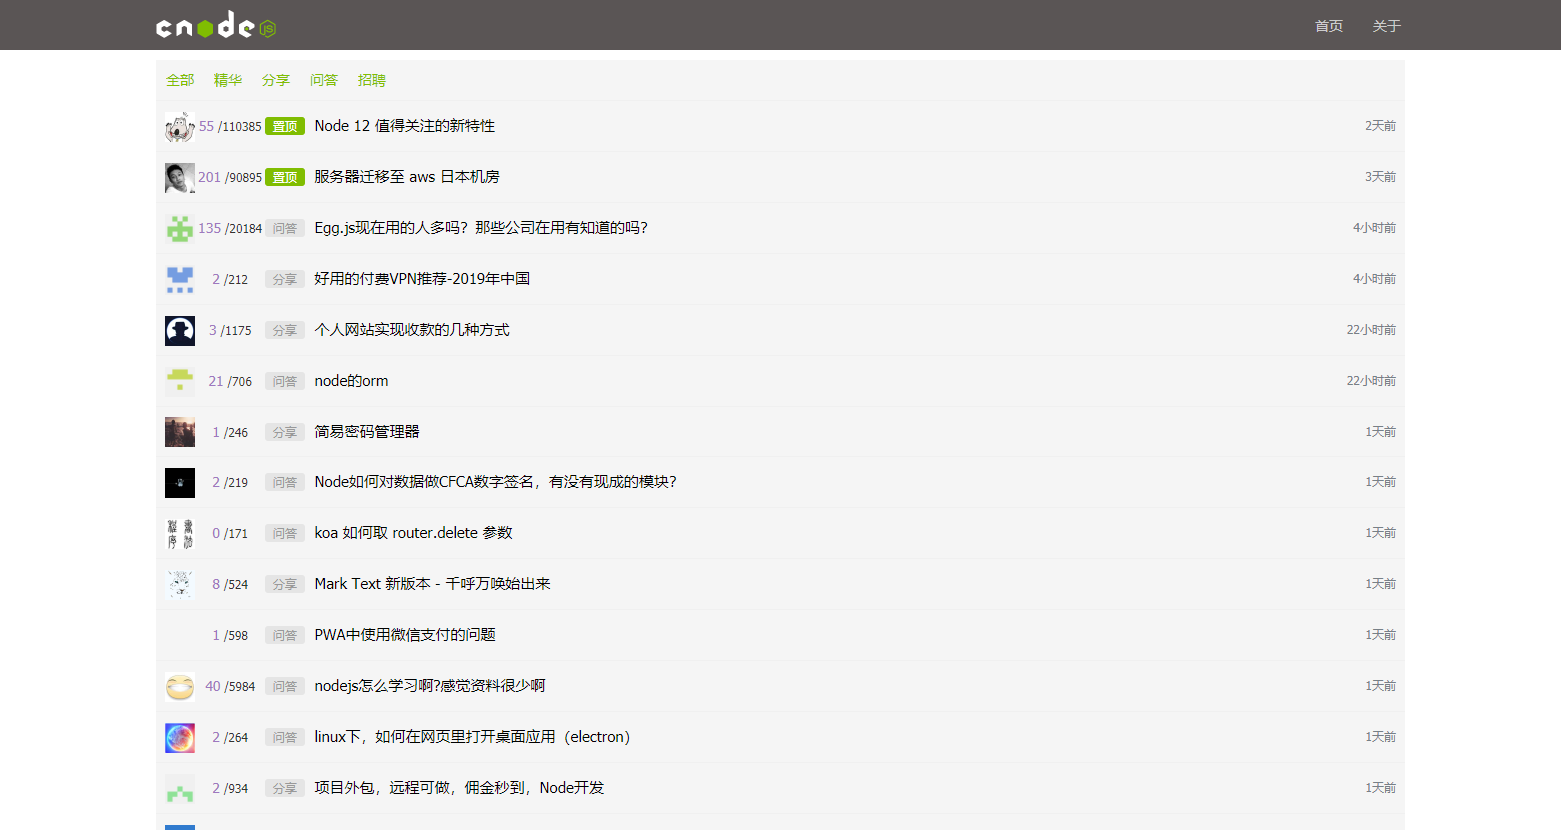 cnode JS 首页 关于
全部 精华 分享 问答 招聘
55 /110385 置顶 Node 12 值得关注的新特性 2天前
201 /90895 置顶 服务器迁移至 aws 日本机房 3天前
135 /20184 问答 Egg.js现在用的人多吗？那些公司在用有知道的吗？ 4小时前
2 /212 分享 好用的付费VPN推荐-2019年中国 4小时前
3 /1175 分享 个人网站实现收款的几种方式 22小时前
21 /706 问答 node的orm 22小时前
1 /246 分享 简易密码管理器 1天前
2 /219 问答 Node如何对数据做CFCA数字签名，有没有现成的模块？ 1天前
0 /171 问答 koa 如何取 router.delete 参数 1天前
8 /524 分享 Mark Text 新版本 - 千呼万唤始出来 1天前
1 /598 问答 PWA中使用微信支付的问题 1天前
40 /5984 问答 nodejs怎么学习啊?感觉资料很少啊 1天前
2 /264 问答 linux下，如何在网页里打开桌面应用（electron） 1天前
2 /934 分享 项目外包，远程可做，佣金秒到，Node开发 1天前